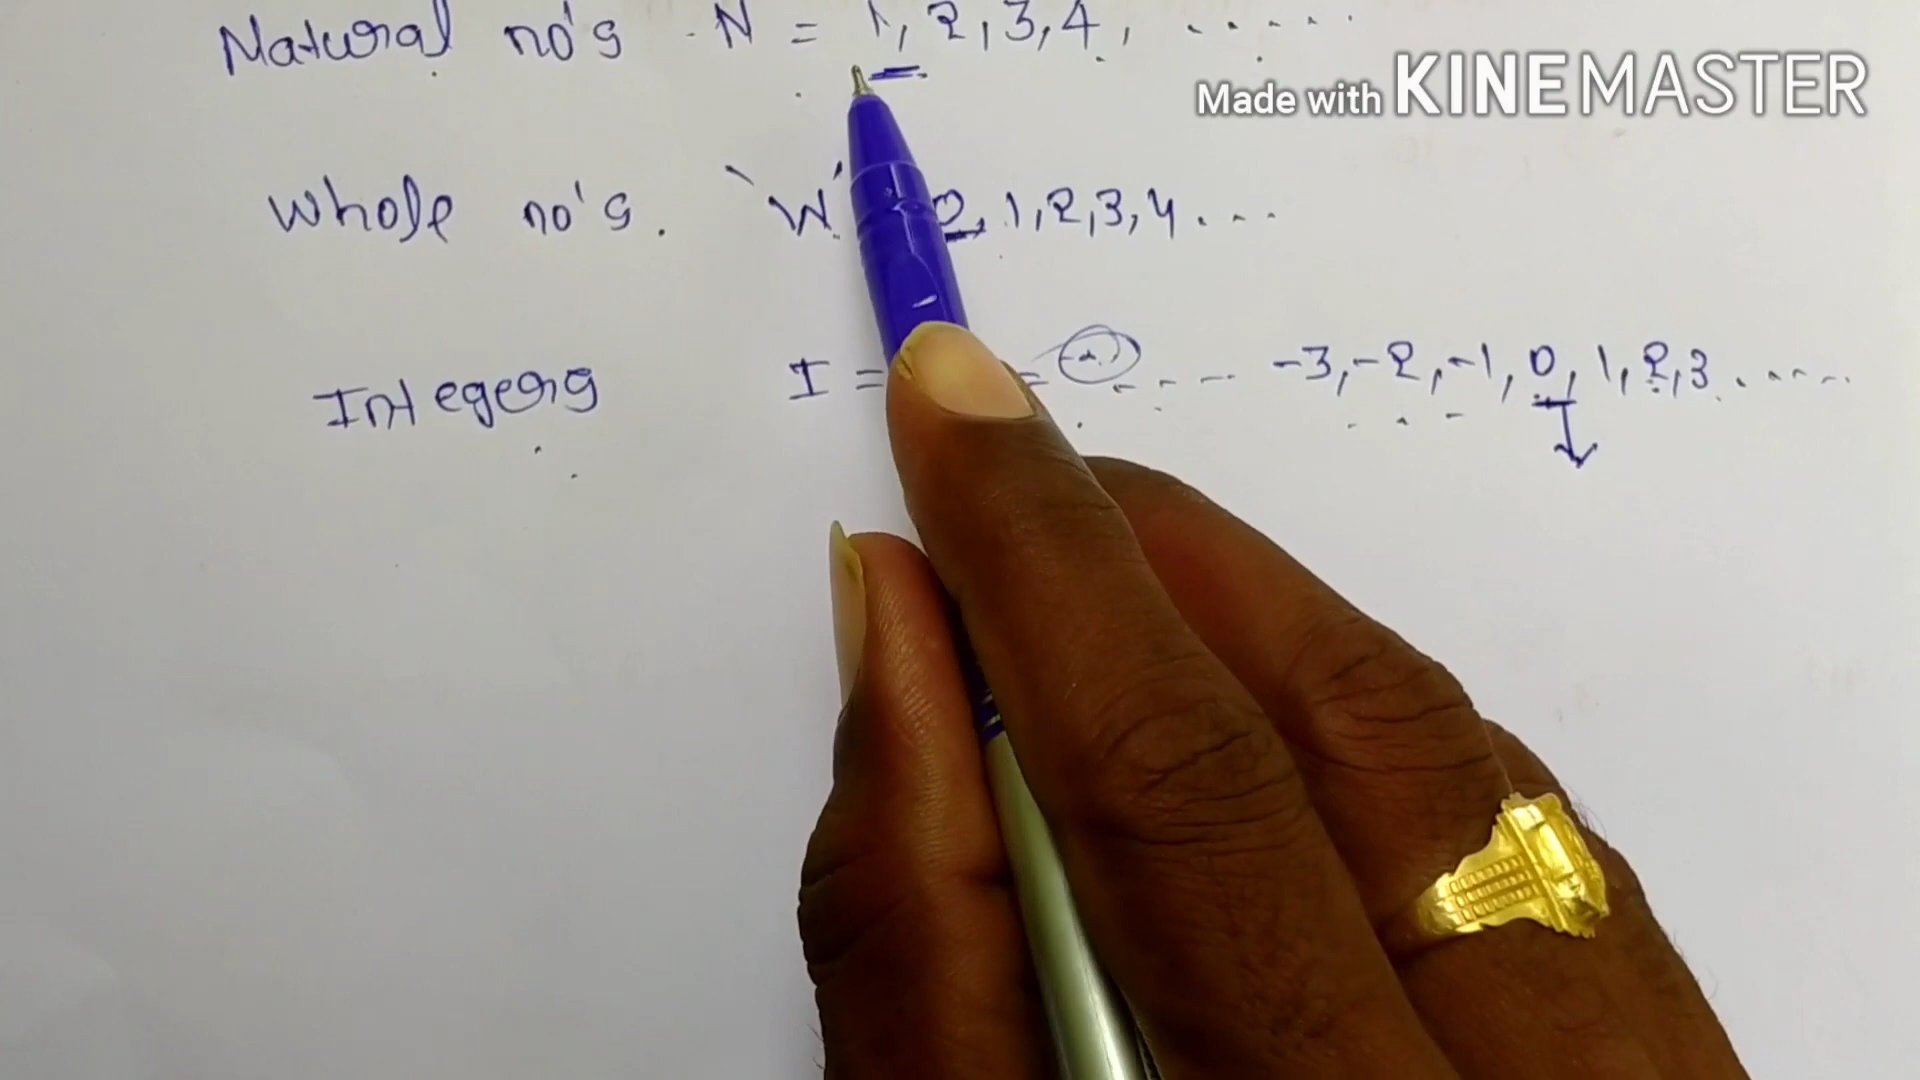 Natural no's N = 1, 2, 3, 4, .....
Made with KINEMASTER
Whole no's. 'W' 0, 1, 2, 3, 4 ....
Integers I = = ..... -3, -2, -1, 0, 1, 2, 3 .....